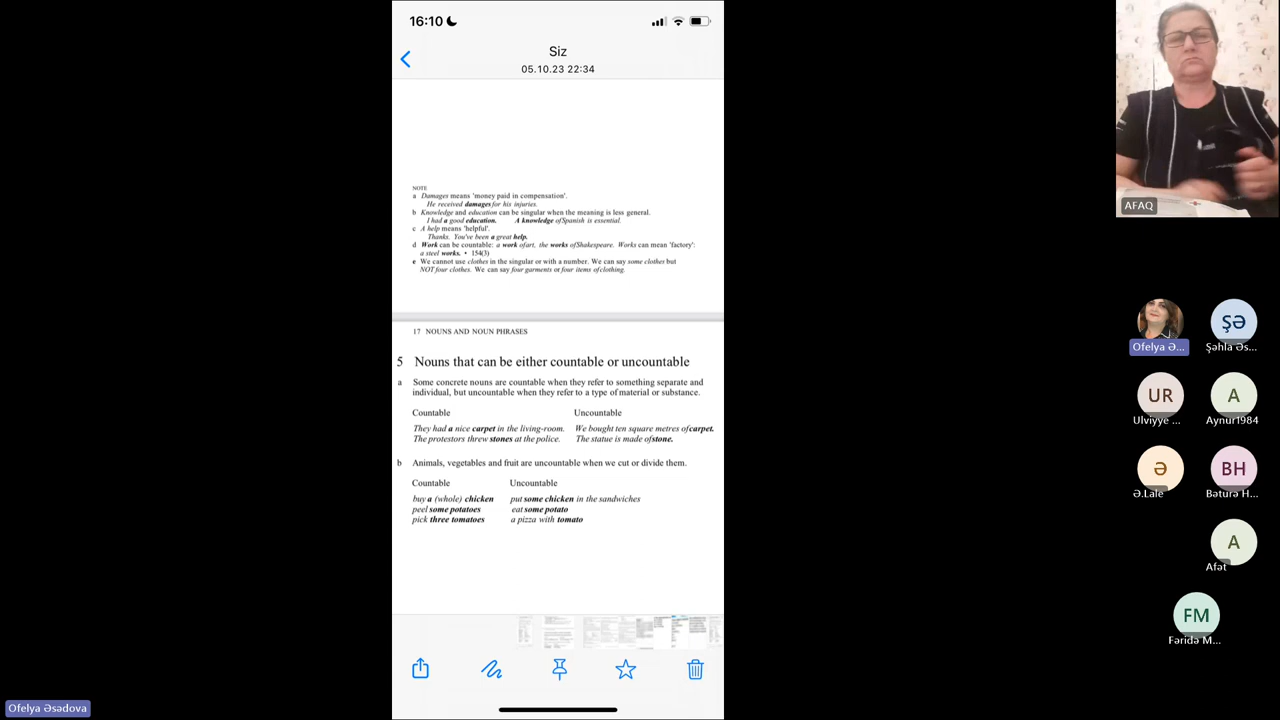 16:10
Siz
05.10.23 22:34
NOTE
a Damages means 'money paid in compensation'.
He received damages for his injuries.
b Knowledge and education can be singular when the meaning is less general.
I had a good education. A knowledge of Spanish is essential.
c A help means 'helpful'.
Thanks. You've been a great help.
d Work can be countable: a work of art, the works of Shakespeare. Works can mean 'factory':
a steel works. • 154(3)
e We cannot use clothes in the singular or with a number. We can say some clothes but
NOT four clothes. We can say four garments or four items of clothing.
17 NOUNS AND NOUN PHRASES
5 Nouns that can be either countable or uncountable
a Some concrete nouns are countable when they refer to something separate and
individual, but uncountable when they refer to a type of material or substance.
Countable Uncountable
They had a nice carpet in the living-room. We bought ten square metres of carpet.
The protestors threw stones at the police. The statue is made of stone.
b Animals, vegetables and fruit are uncountable when we cut or divide them.
Countable Uncountable
buy a (whole) chicken put some chicken in the sandwiches
peel some potatoes eat some potato
pick three tomatoes a pizza with tomato
AFAQ
ŞƏ
Ofelya Ə... Şəhla Əs...
UR A
Ulviyye ... Aynur1984
Ə BH
Ə.Lale Baturə H...
A
Afət
FM
Fəridə M...
Ofelya Əsədova